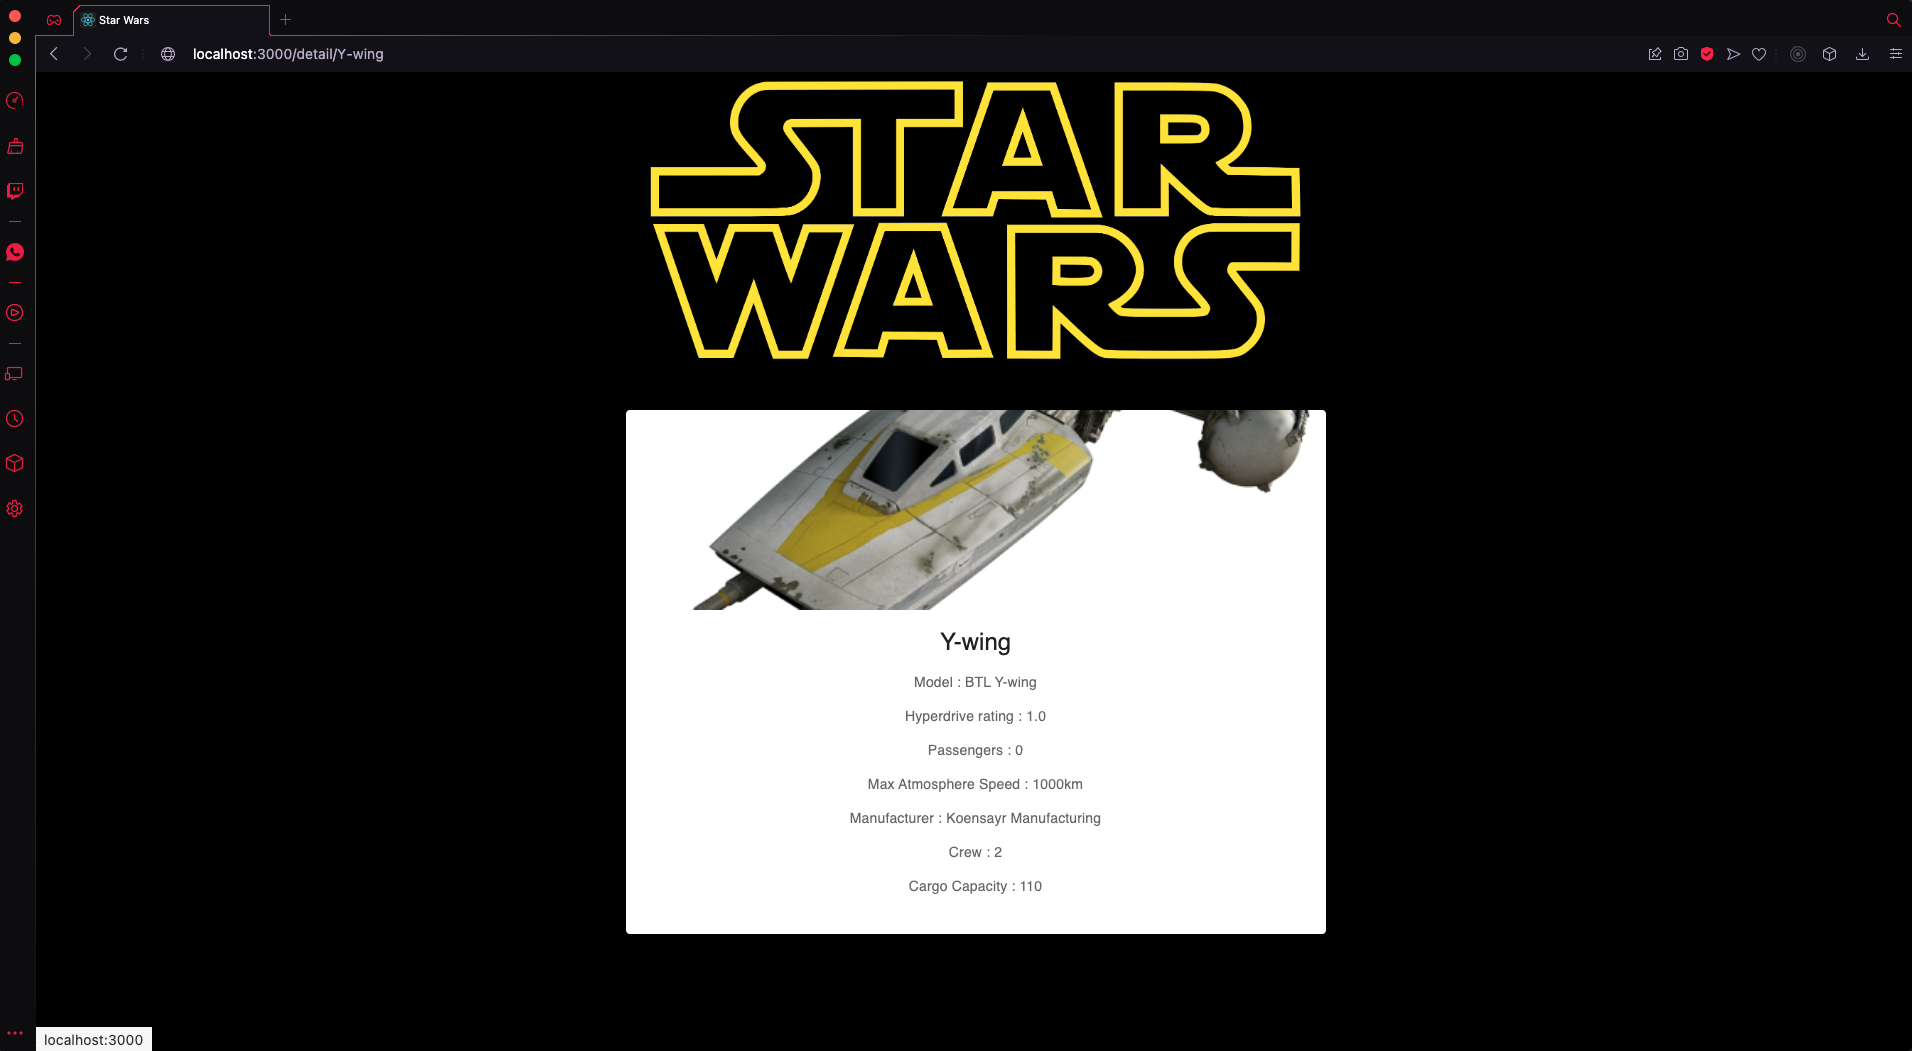 Star Wars
localhost:3000/detail/Y-wing
STAR
WARS
Y-wing
Model : BTL Y-wing
Hyperdrive rating : 1.0
Passengers : 0
Max Atmosphere Speed : 1000km
Manufacturer : Koensayr Manufacturing
Crew : 2
Cargo Capacity : 110
localhost:3000